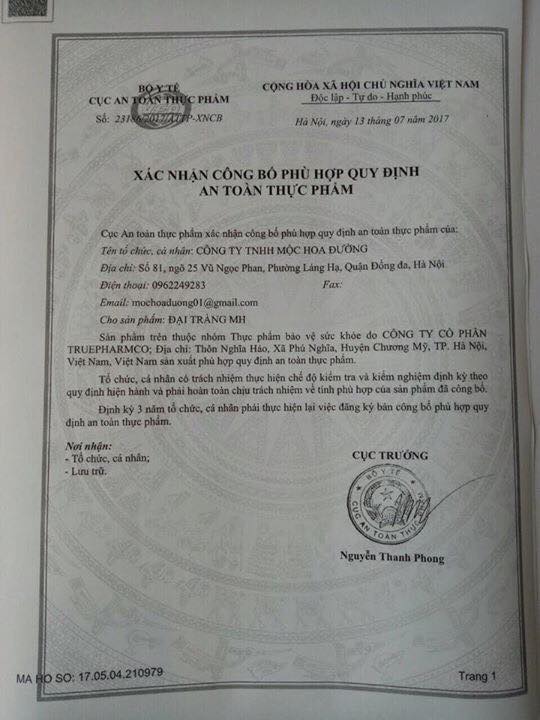 BỘ Y TẾ
CỤC AN TOÀN THỰC PHẨM
Số: 23186/2017/ATTP-XNCB
CỘNG HÒA XÃ HỘI CHỦ NGHĨA VIỆT NAM
Độc lập - Tự do - Hạnh phúc
Hà Nội, ngày 13 tháng 07 năm 2017
XÁC NHẬN CÔNG BỐ PHÙ HỢP QUY ĐỊNH
AN TOÀN THỰC PHẨM
Cục An toàn thực phẩm xác nhận công bố phù hợp quy định an toàn thực phẩm của:
Tên tổ chức, cá nhân: CÔNG TY TNHH MỘC HOA ĐƯỜNG
Địa chỉ: Số 81, ngõ 25 Vũ Ngọc Phan, Phường Láng Hạ, Quận Đống đa, Hà Nội
Điện thoại: 0962249283 Fax:
Email: mochoaduong01@gmail.com
Cho sản phẩm: ĐẠI TRÀNG MH
Sản phẩm trên thuộc nhóm Thực phẩm bảo vệ sức khỏe do CÔNG TY CỔ PHẦN
TRUEPHARMCO; Địa chỉ: Thôn Nghĩa Hảo, Xã Phú Nghĩa, Huyện Chương Mỹ, TP. Hà Nội,
Việt Nam, Việt Nam sản xuất phù hợp quy định an toàn thực phẩm.
Tổ chức, cá nhân có trách nhiệm thực hiện chế độ kiểm tra và kiểm nghiệm định kỳ theo
quy định hiện hành và phải hoàn toàn chịu trách nhiệm về tính phù hợp của sản phẩm đã công bố.
Định kỳ 3 năm tổ chức, cá nhân phải thực hiện lại việc đăng ký bản công bố phù hợp quy
định an toàn thực phẩm.
Nơi nhận:
- Tổ chức, cá nhân;
- Lưu trữ.
CỤC TRƯỞNG
BỘ Y TẾ
CỤC AN TOÀN THỰC PHẨM
Nguyễn Thanh Phong
MA HO SO: 17.05.04.210979
Trang 1